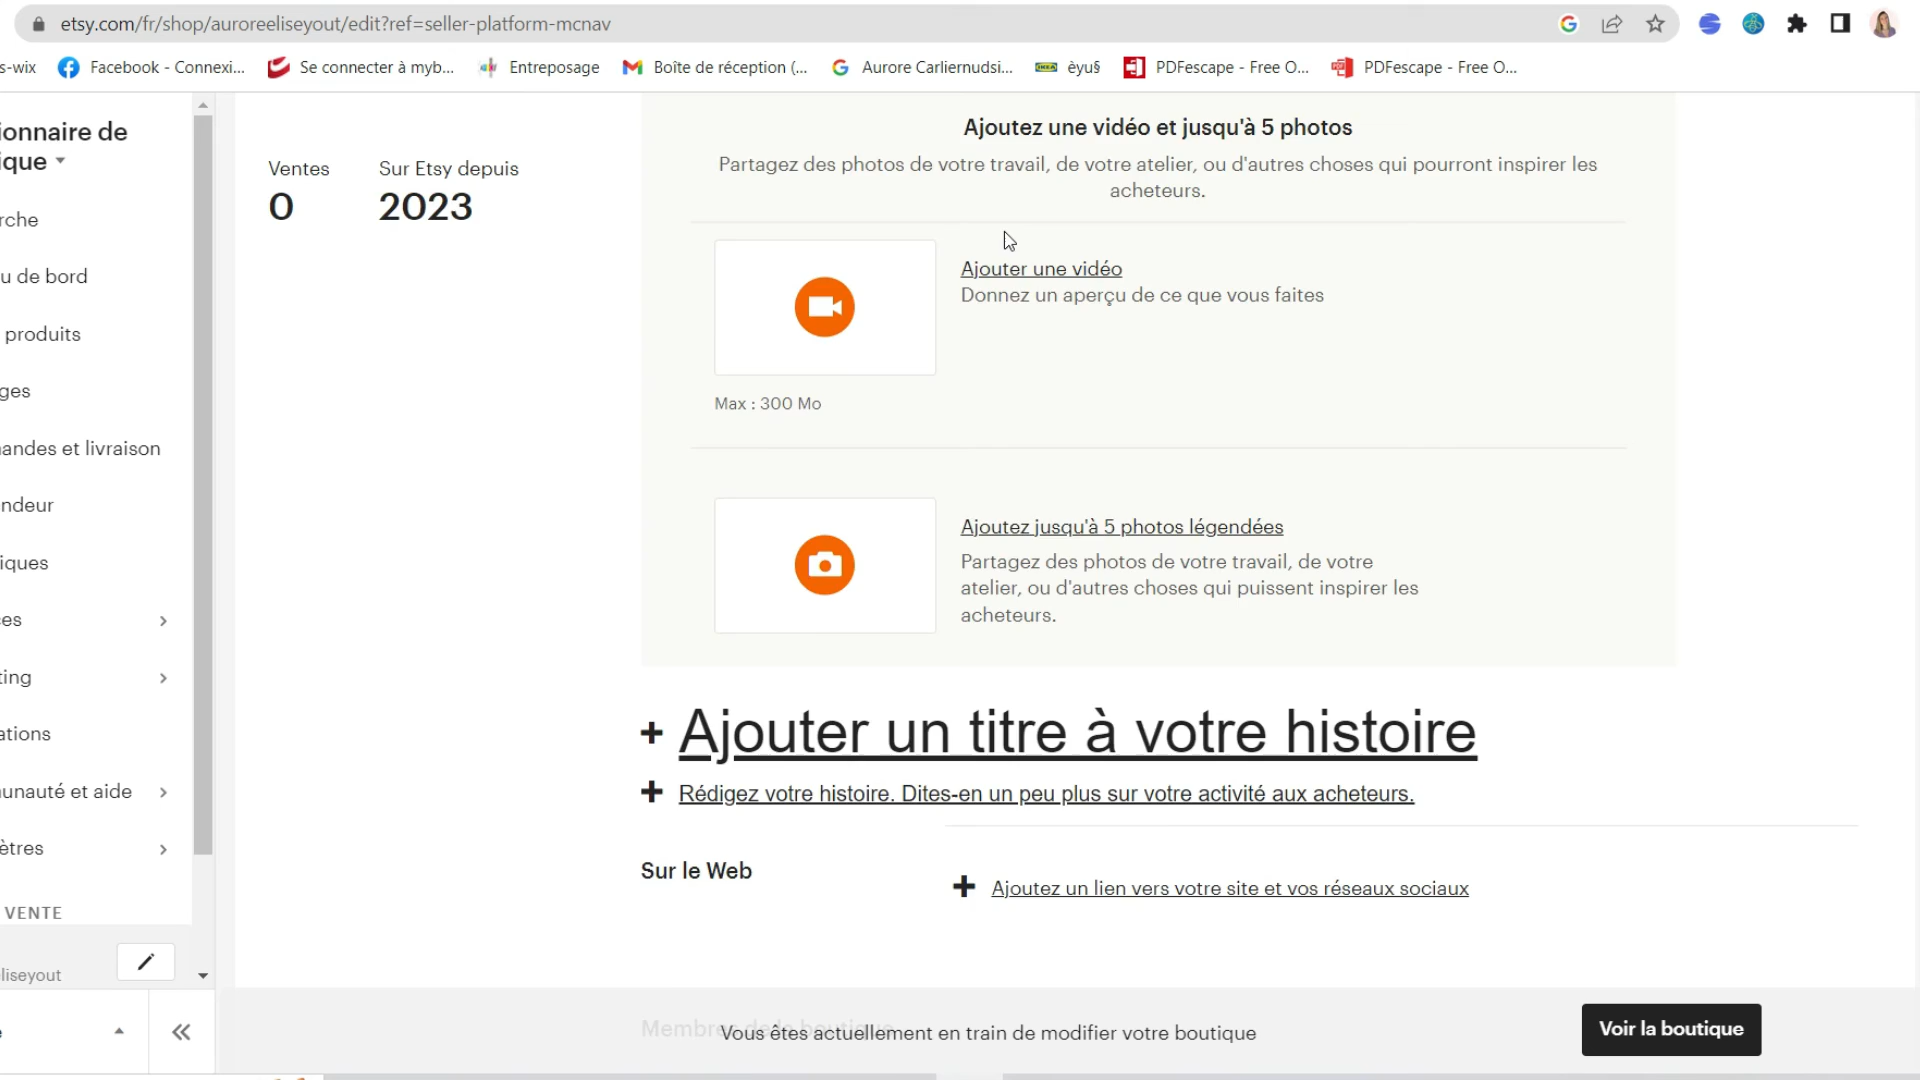 etsy.com/fr/shop/auroreeliseyout/edit?ref=seller-platform-mcnav
s-wix
Facebook - Connexi...
Se connecter à myb...
Entreposage
Boîte de réception (...
Aurore Carliernudsi...
èyu§
PDFescape - Free O...
PDFescape - Free O...
ionnaire de
ique
rche
u de bord
produits
ges
andes et livraison
ndeur
iques
ces
ting
ations
unauté et aide
ètres
VENTE
eliseyout
Ventes
0
Sur Etsy depuis
2023
Ajoutez une vidéo et jusqu'à 5 photos
Partagez des photos de votre travail, de votre atelier, ou d'autres choses qui pourront inspirer les
acheteurs.
Ajouter une vidéo
Donnez un aperçu de ce que vous faites
Max : 300 Mo
Ajoutez jusqu'à 5 photos légendées
Partagez des photos de votre travail, de votre
atelier, ou d'autres choses qui puissent inspirer les
acheteurs.
+ Ajouter un titre à votre histoire
+ Rédigez votre histoire. Dites-en un peu plus sur votre activité aux acheteurs.
Sur le Web
+ Ajoutez un lien vers votre site et vos réseaux sociaux
Membres de la boutique
Vous êtes actuellement en train de modifier votre boutique
Voir la boutique